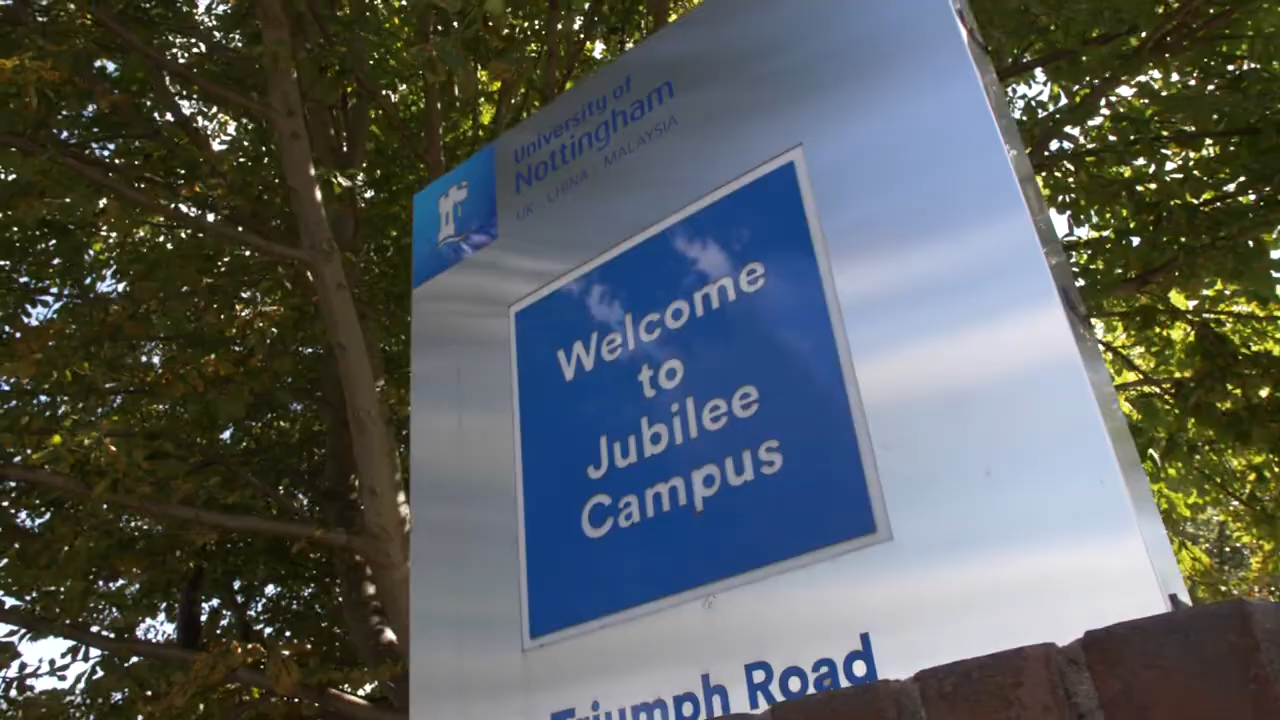 University of
Nottingham
UK | CHINA | MALAYSIA
Welcome
to
Jubilee
Campus
Triumph Road